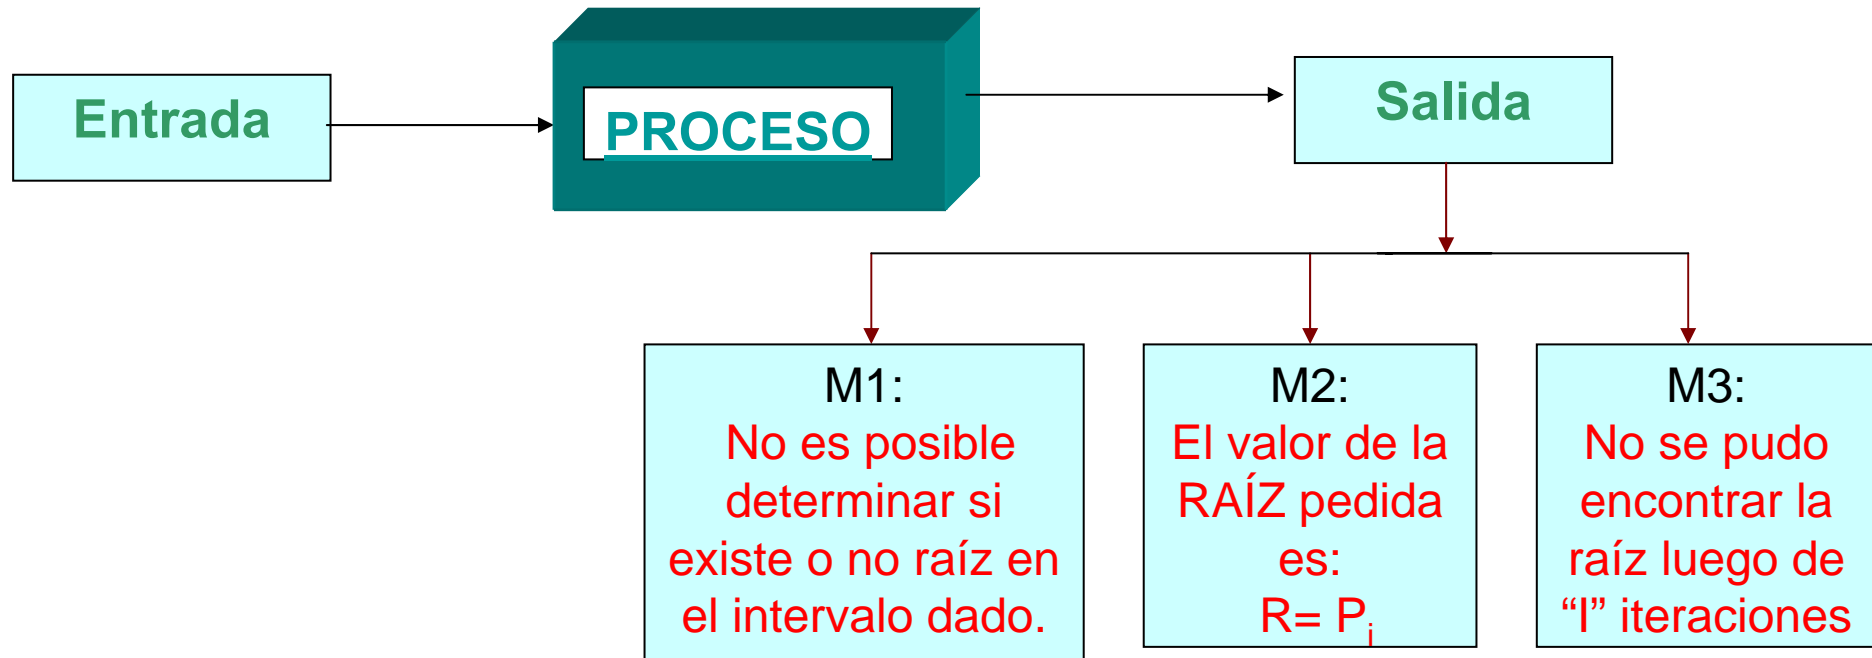 Entrada
PROCESO
Salida
M1:
No es posible
determinar si
existe o no raíz en
el intervalo dado.
M2:
El valor de la
RAÍZ pedida
es:
R= Pi
M3:
No se pudo
encontrar la
raíz luego de
“I” iteraciones